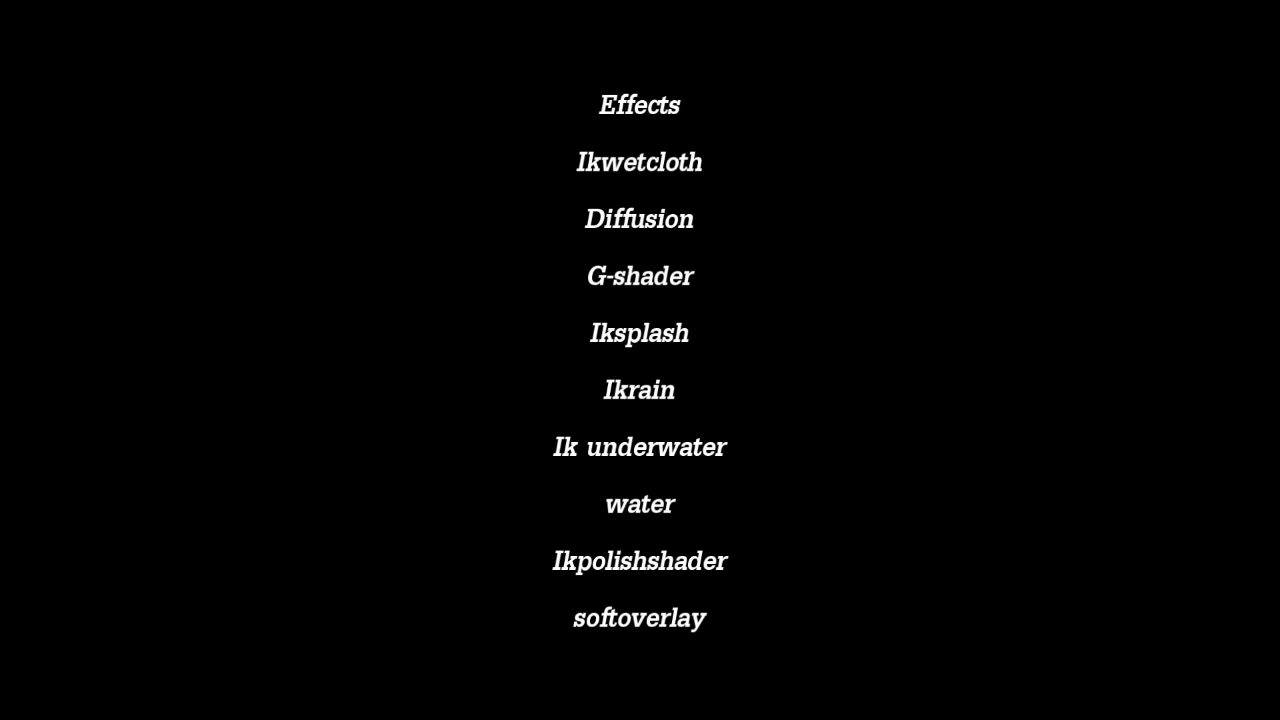 Effects
Ikwetcloth
Diffusion
G-shader
Iksplash
Ikrain
Ik underwater
water
Ikpolishshader
softoverlay